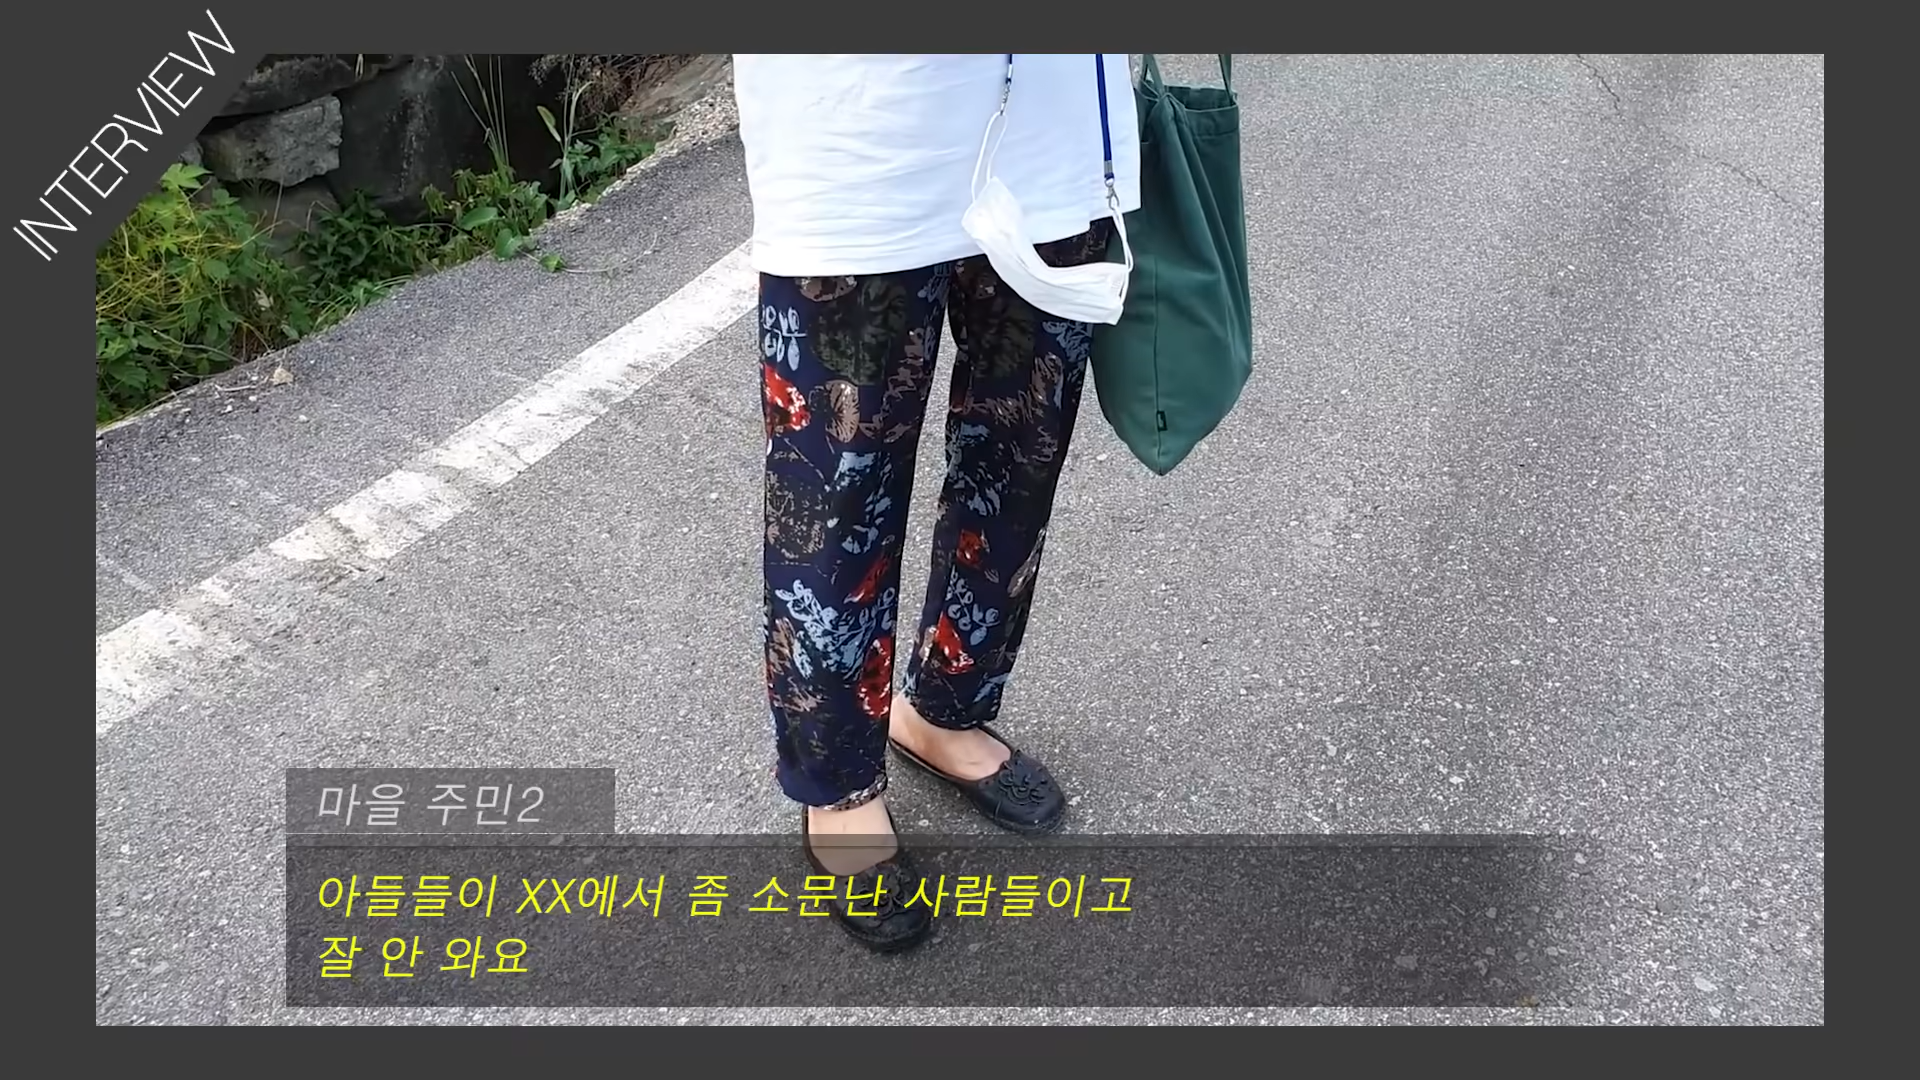 INTERVIEW
마을 주민2
아들들이 XX에서 좀 소문난 사람들이고
잘 안 와요